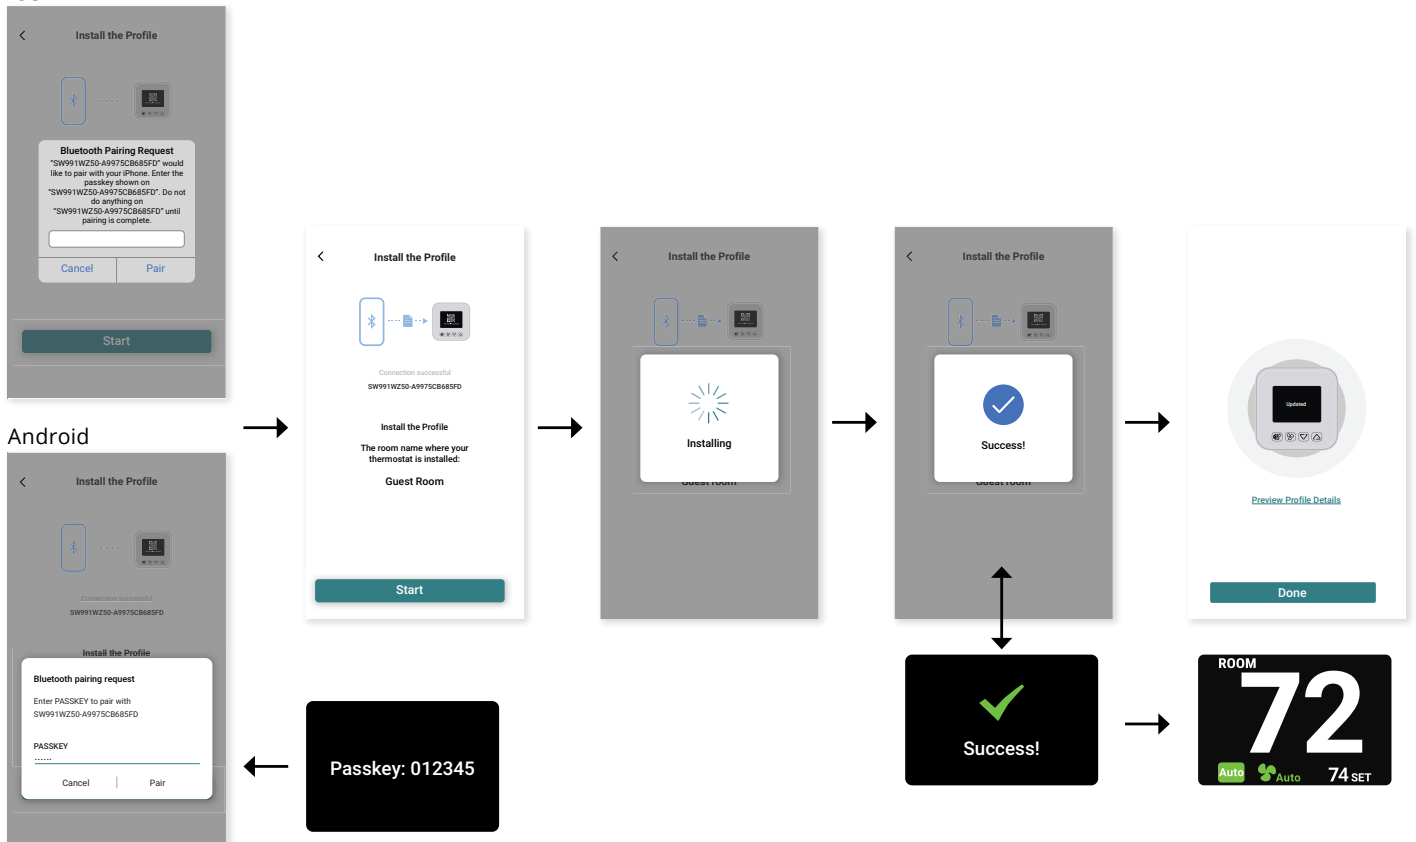 Install the Profile
Bluetooth Pairing Request
"SW991WZ50-A9975CB685FD" would
like to pair with your iPhone. Enter the
passkey shown on
"SW991WZ50-A9975CB685FD". Do not
do anything on
"SW991WZ50-A9975CB685FD" until
pairing is complete.
Cancel
Pair
Start
Android
Install the Profile
Connection successful
SW991WZ50-A9975CB685FD
Install the Profile
Bluetooth pairing request
Enter PASSKEY to pair with
SW991WZ50-A9975CB685FD
PASSKEY
......
Cancel
Pair
Passkey: 012345
Install the Profile
Connection successful
SW991WZ50-A9975CB685FD
Install the Profile
The room name where your
thermostat is installed:
Guest Room
Start
Install the Profile
Installing
Guest room
Install the Profile
Success!
Guest room
Success!
Updated
Preview Profile Details
Done
ROOM
72
Auto
Auto
74 SET